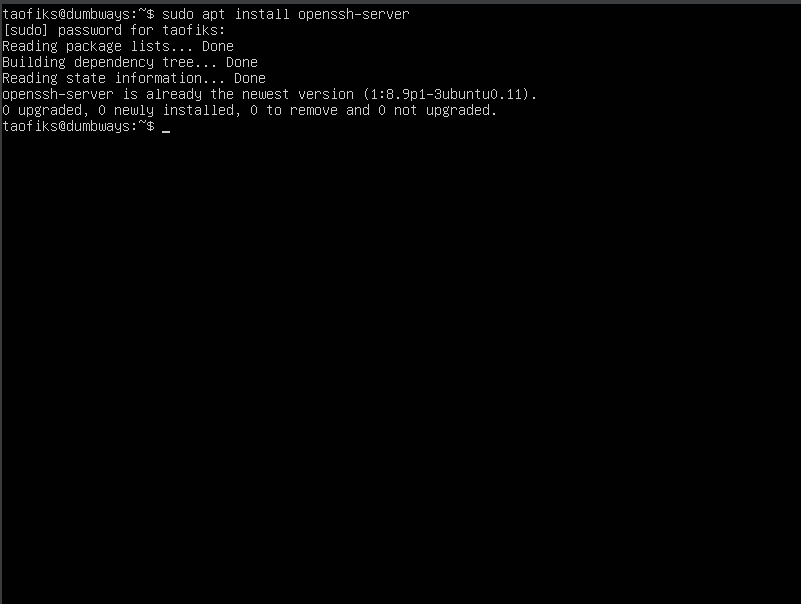 taofiks@dumbways:~$ sudo apt install openssh-server
[sudo] password for taofiks:
Reading package lists... Done
Building dependency tree... Done
Reading state information... Done
openssh-server is already the newest version (1:8.9p1-3ubuntu0.11).
0 upgraded, 0 newly installed, 0 to remove and 0 not upgraded.
taofiks@dumbways:~$ _